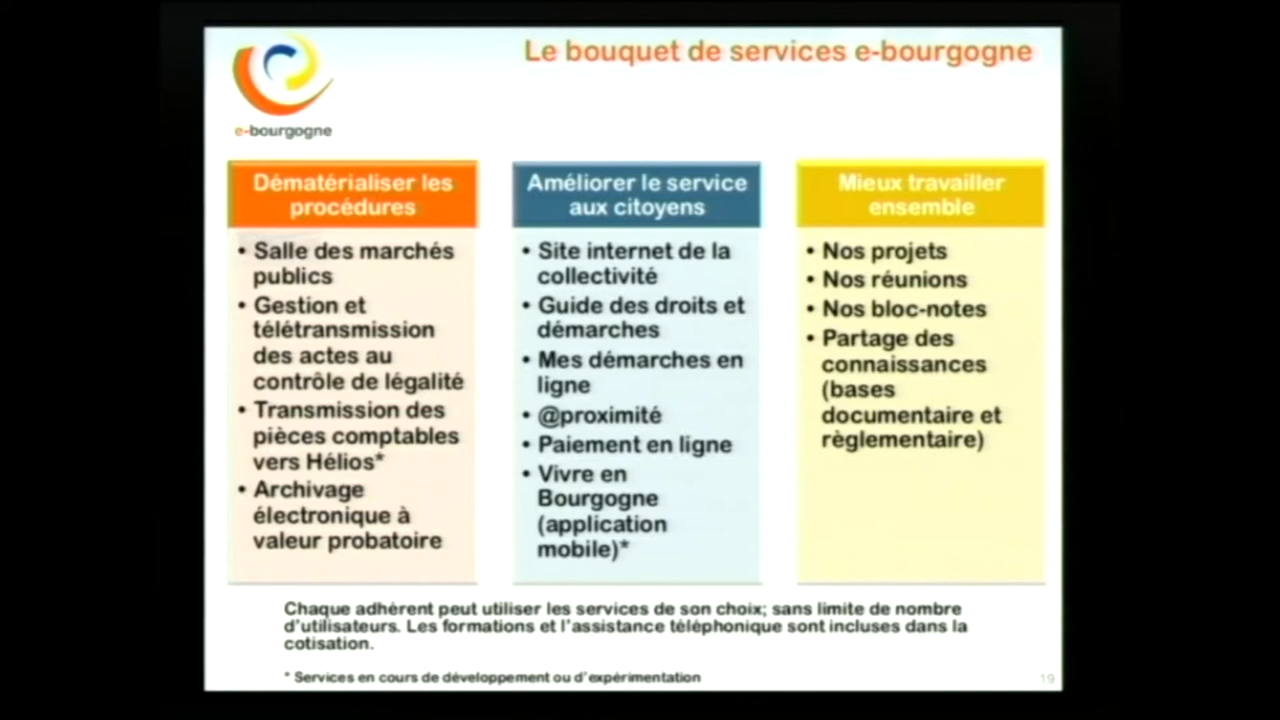 Le bouquet de services e-bourgogne
e-bourgogne
Dématérialiser les
procédures
• Salle des marchés
publics
• Gestion et
télétransmission
des actes au
contrôle de légalité
• Transmission des
pièces comptables
vers Hélios*
• Archivage
électronique à
valeur probatoire
Améliorer le service
aux citoyens
• Site internet de la
collectivité
• Guide des droits et
démarches
• Mes démarches en
ligne
• @proximité
• Paiement en ligne
• Vivre en
Bourgogne
(application
mobile)*
Mieux travailler
ensemble
• Nos projets
• Nos réunions
• Nos bloc-notes
• Partage des
connaissances
(bases
documentaire et
règlementaire)
Chaque adhérent peut utiliser les services de son choix; sans limite de nombre
d'utilisateurs. Les formations et l'assistance téléphonique sont incluses dans la
cotisation.
* Services en cours de développement ou d'expérimentation
19